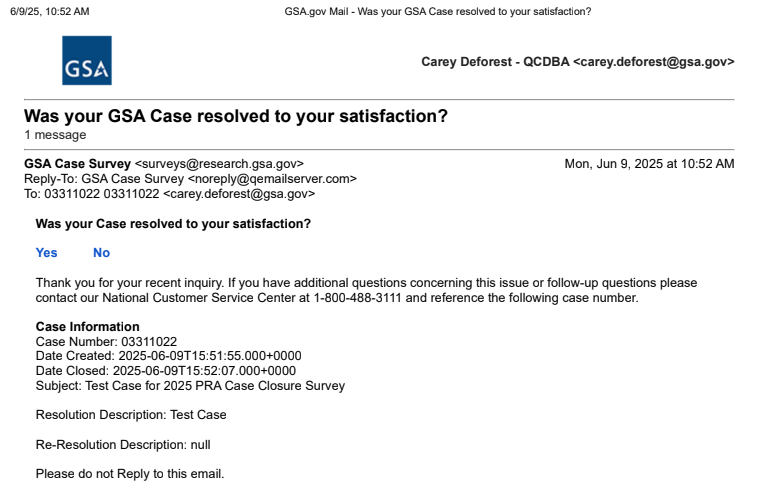 6/9/25, 10:52 AM GSA.gov Mail - Was your GSA Case resolved to your satisfaction?
GSA
Carey Deforest - QCDBA <carey.deforest@gsa.gov>
Was your GSA Case resolved to your satisfaction?
1 message
GSA Case Survey <surveys@research.gsa.gov> Mon, Jun 9, 2025 at 10:52 AM
Reply-To: GSA Case Survey <noreply@qemailserver.com>
To: 03311022 03311022 <carey.deforest@gsa.gov>
Was your Case resolved to your satisfaction?
Yes No
Thank you for your recent inquiry. If you have additional questions concerning this issue or follow-up questions please
contact our National Customer Service Center at 1-800-488-3111 and reference the following case number.
Case Information
Case Number: 03311022
Date Created: 2025-06-09T15:51:55.000+0000
Date Closed: 2025-06-09T15:52:07.000+0000
Subject: Test Case for 2025 PRA Case Closure Survey
Resolution Description: Test Case
Re-Resolution Description: null
Please do not Reply to this email.